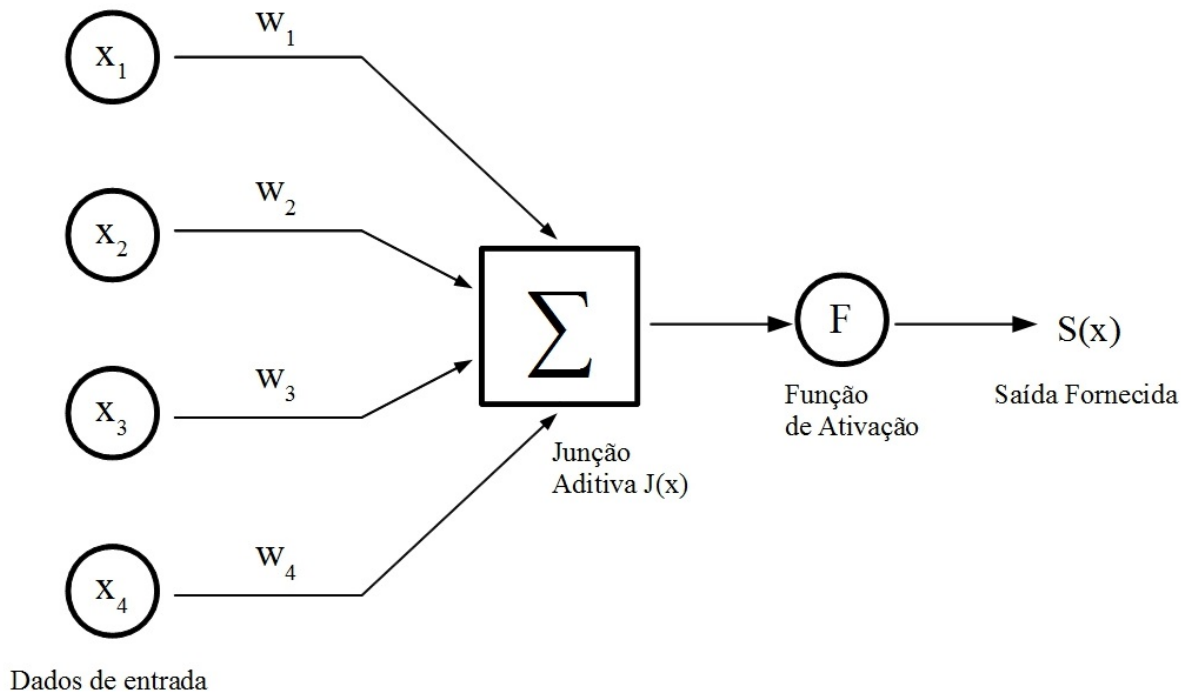 x₁
w₁
x₂
w₂
x₃
w₃
x₄
w₄
Dados de entrada
∑
Junção
Aditiva J(x)
F
Função
de Ativação
S(x)
Saída Fornecida